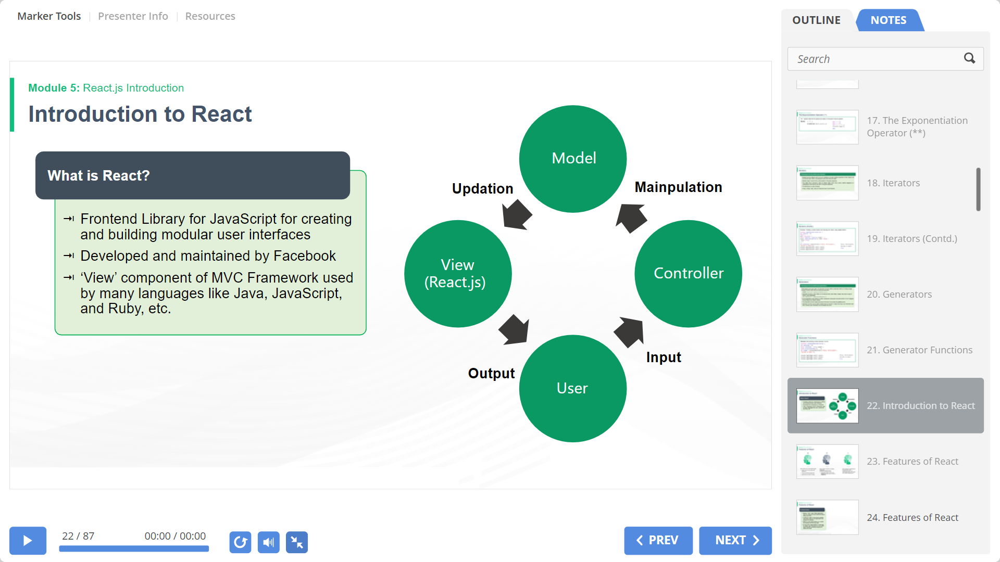 Marker Tools
Presenter Info
Resources
OUTLINE
NOTES
Search
Module 5: React.js Introduction
Introduction to React
What is React?
Frontend Library for JavaScript for creating
and building modular user interfaces
Developed and maintained by Facebook
‘View’ component of MVC Framework used
by many languages like Java, JavaScript,
and Ruby, etc.
Model
Updation
Mainpulation
View
(React.js)
Controller
Output
Input
User
17. The Exponentiation
Operator (**)
18. Iterators
19. Iterators (Contd.)
20. Generators
21. Generator Functions
22. Introduction to React
23. Features of React
24. Features of React
22 / 87
00:00 / 00:00
PREV
NEXT